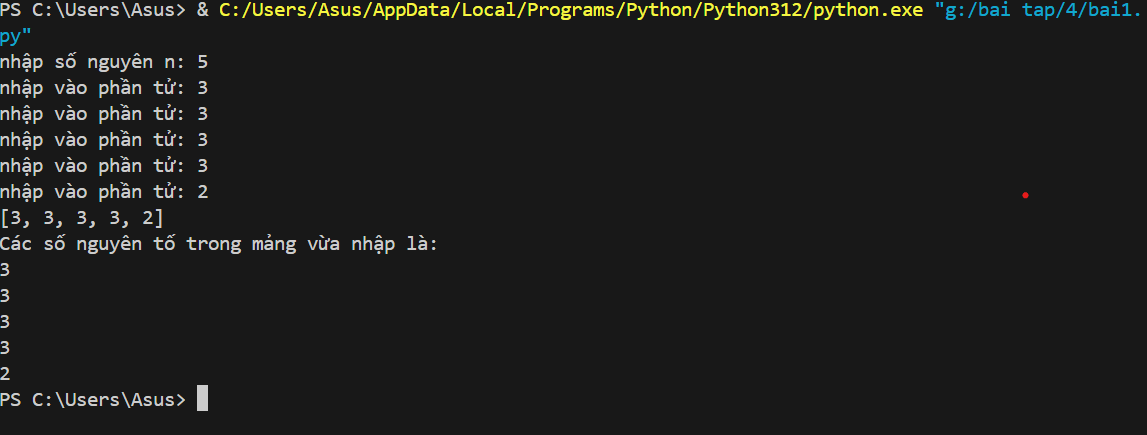 PS C:\Users\Asus> & C:/Users/Asus/AppData/Local/Programs/Python/Python312/python.exe "g:/bai tap/4/bai1.
py"
nhập số nguyên n: 5
nhập vào phần tử: 3
nhập vào phần tử: 3
nhập vào phần tử: 3
nhập vào phần tử: 3
nhập vào phần tử: 2
[3, 3, 3, 3, 2]
Các số nguyên tố trong mảng vừa nhập là:
3
3
3
3
2
PS C:\Users\Asus>